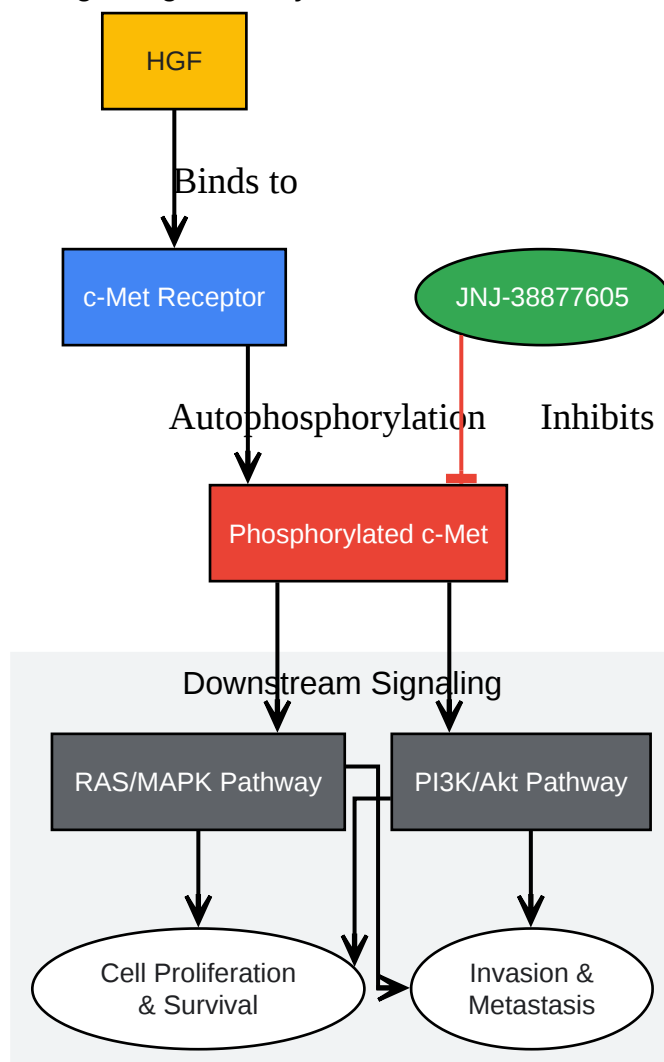 HGF
Binds to
c-Met Receptor
JNJ-38877605
Autophosphorylation
Inhibits
Phosphorylated c-Met
Downstream Signaling
RAS/MAPK Pathway
PI3K/Akt Pathway
Cell Proliferation
& Survival
Invasion &
Metastasis